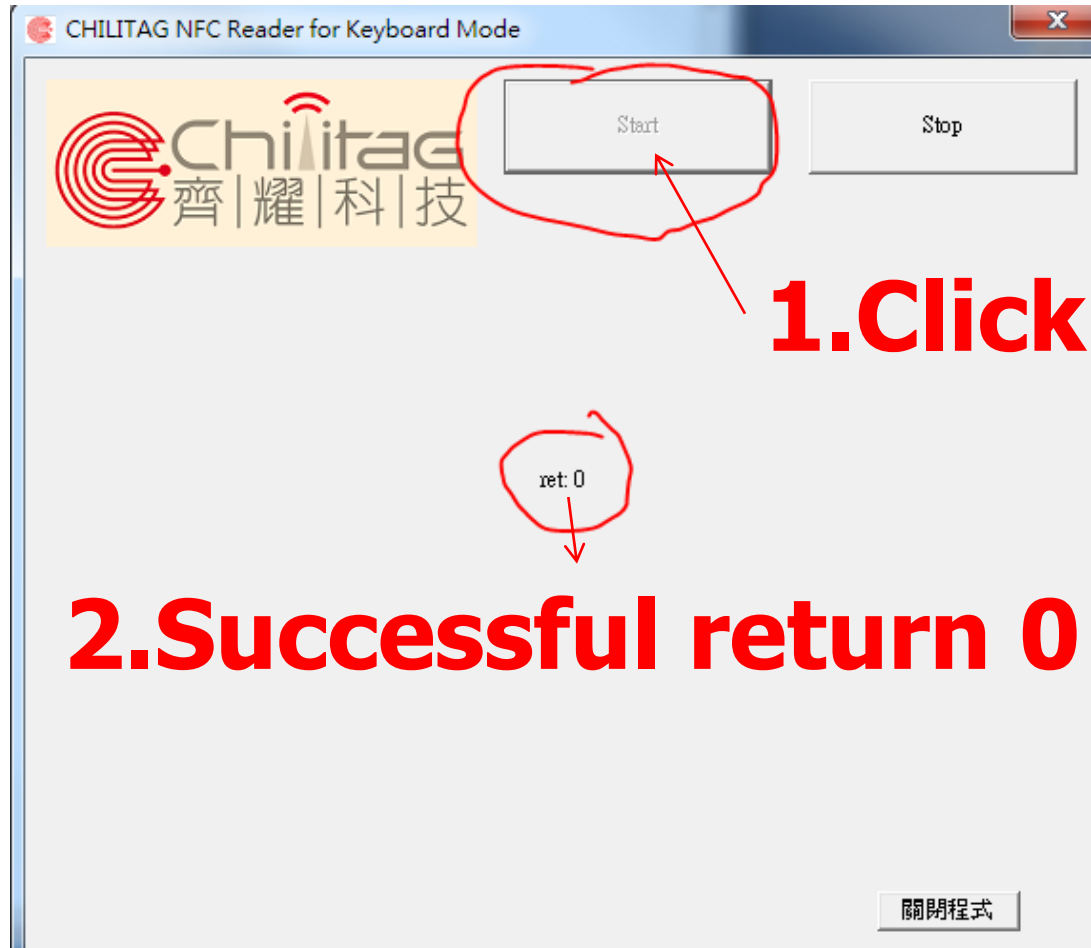 CHILITAG NFC Reader for Keyboard Mode
x
Chilitag
齊|耀|科|技
Start
Stop
1.Click
ret: 0
2.Successful return 0
關閉程式